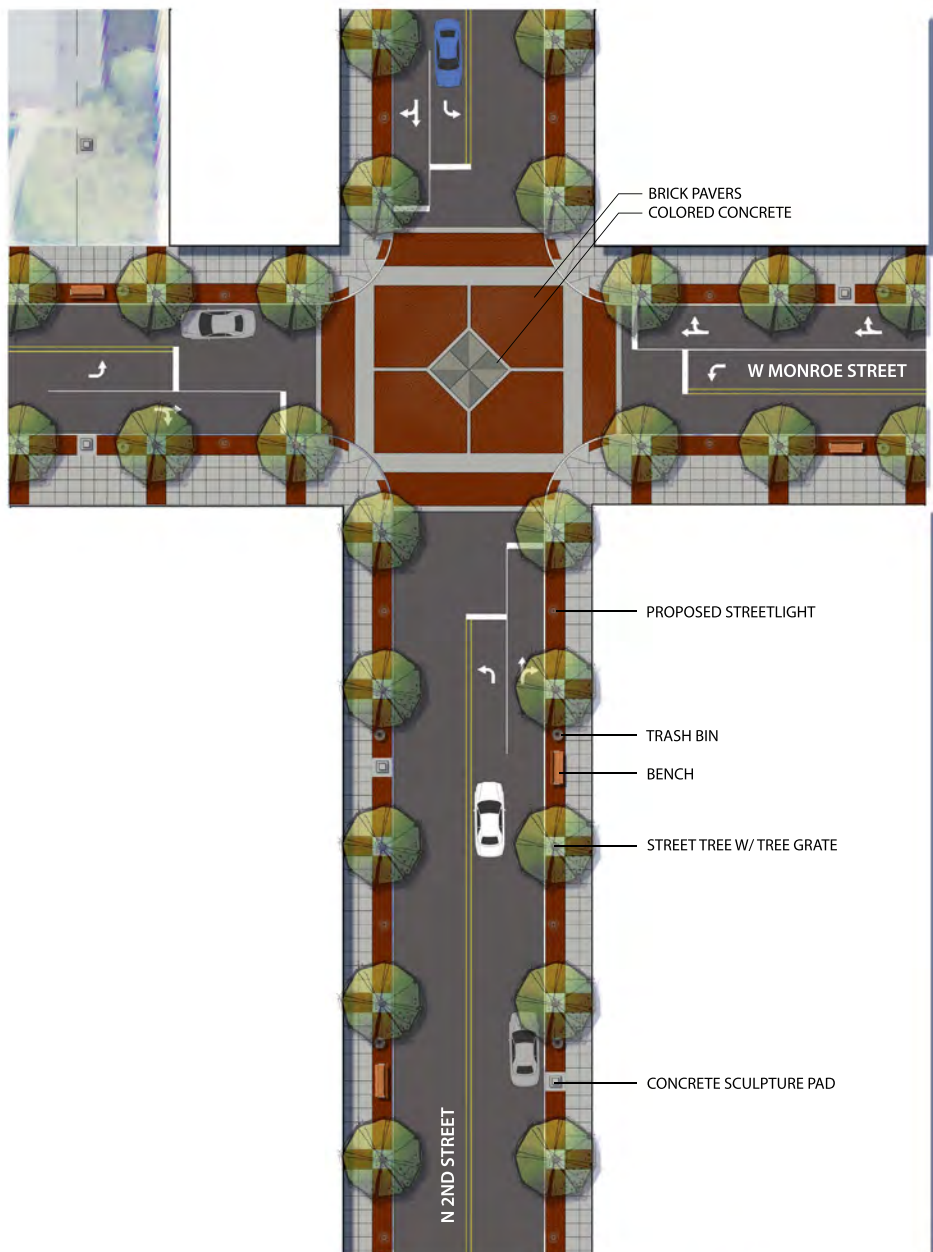 BRICK PAVERS
COLORED CONCRETE
W MONROE STREET
PROPOSED STREETLIGHT
TRASH BIN
BENCH
STREET TREE W/ TREE GRATE
CONCRETE SCULPTURE PAD
N 2ND STREET